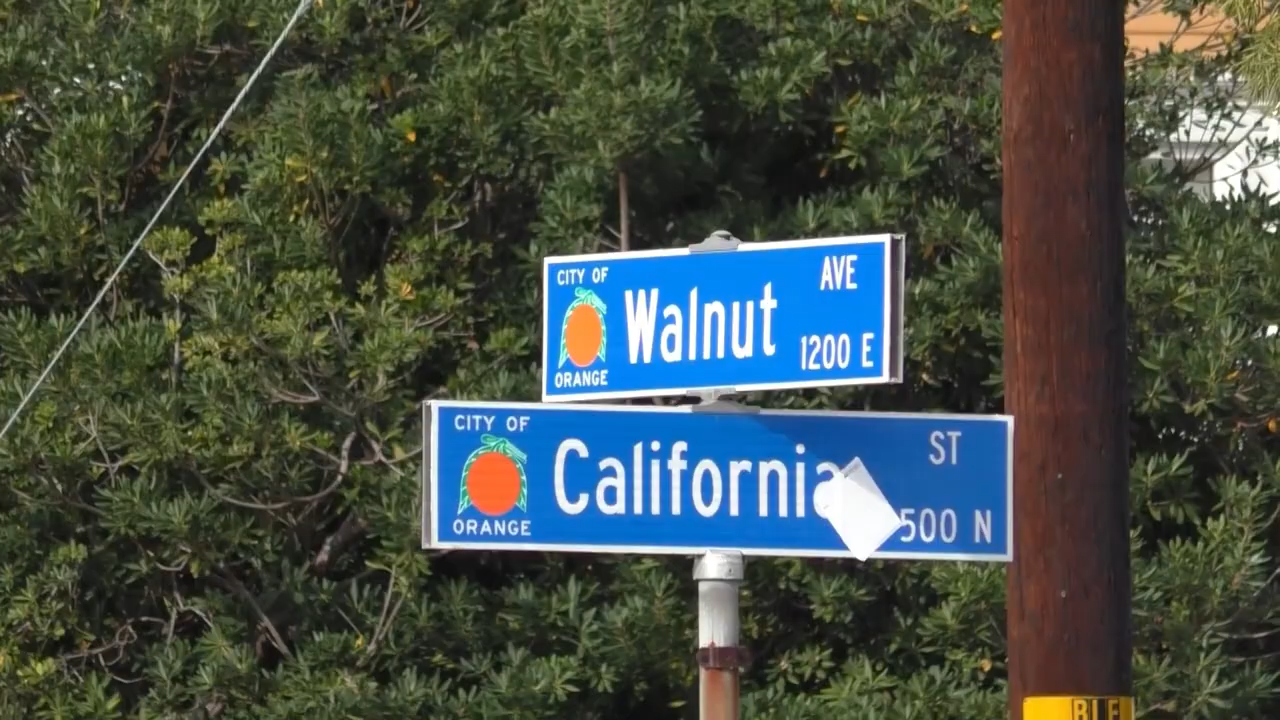 CITY OF
ORANGE
Walnut
AVE
1200 E
CITY OF
ORANGE
California
ST
500 N